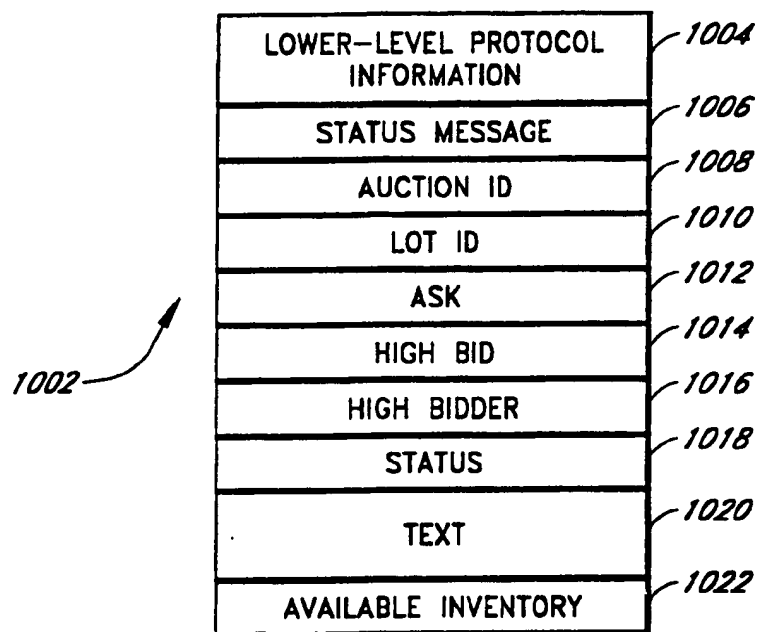 LOWER-LEVEL PROTOCOL
INFORMATION
1004
STATUS MESSAGE
1006
AUCTION ID
1008
LOT ID
1010
ASK
1012
HIGH BID
1014
1002
HIGH BIDDER
1016
STATUS
1018
TEXT
1020
AVAILABLE INVENTORY
1022